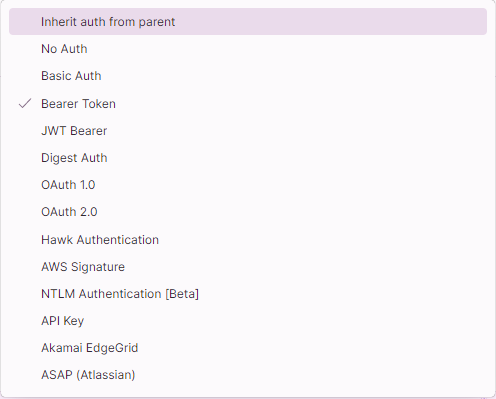 Inherit auth from parent
No Auth
Basic Auth
Bearer Token
JWT Bearer
Digest Auth
OAuth 1.0
OAuth 2.0
Hawk Authentication
AWS Signature
NTLM Authentication [Beta]
API Key
Akamai EdgeGrid
ASAP (Atlassian)